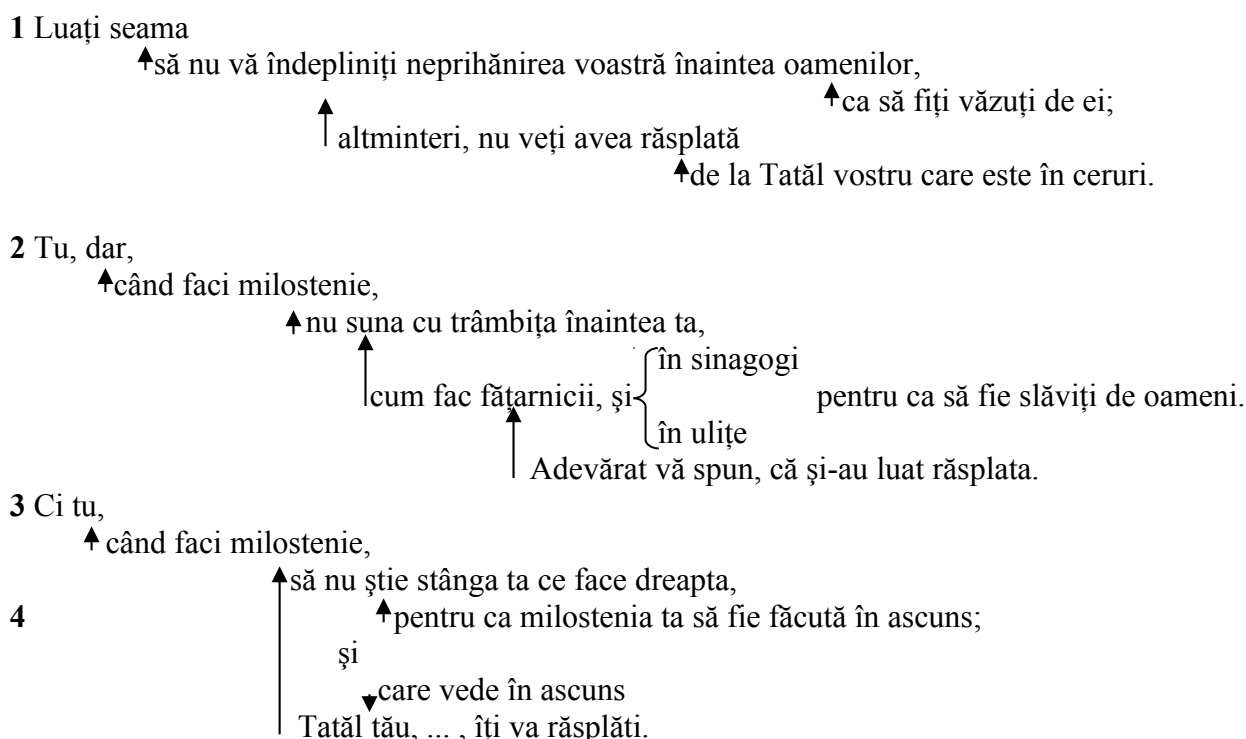 1 Luați seama
să nu vă îndepliniți neprihănirea voastră înaintea oamenilor,
ca să fiți văzuți de ei;
altminteri, nu veți avea răsplată
de la Tatăl vostru care este în ceruri.
2 Tu, dar,
când faci milostenie,
nu suna cu trâmbița înaintea ta,
în sinagogi
cum fac fățarnicii, şi pentru ca să fie slăviți de oameni.
în ulițe
Adevărat vă spun, că şi-au luat răsplata.
3 Ci tu,
când faci milostenie,
să nu ştie stânga ta ce face dreapta,
4 pentru ca milostenia ta să fie făcută în ascuns;
şi
care vede în ascuns
Tatăl tău, ... , îți va răsplăti.